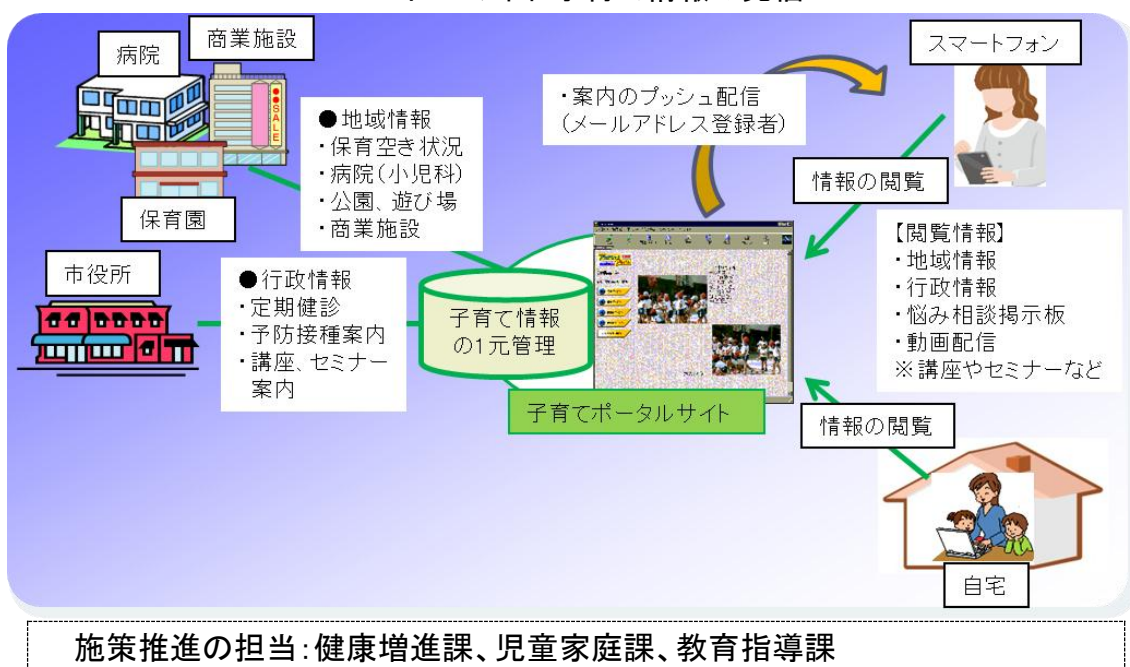 病院
商業施設
保育園
●地域情報
・保育空き状況
・病院(小児科)
・公園、遊び場
・商業施設
市役所
●行政情報
・定期健診
・予防接種案内
・講座、セミナー
案内
子育て情報
の1元管理
子育てポータルサイト
・案内のプッシュ配信
(メールアドレス登録者)
スマートフォン
情報の閲覧
【閲覧情報】
・地域情報
・行政情報
・悩み相談掲示板
・動画配信
※講座やセミナーなど
情報の閲覧
自宅
SALE
施策推進の担当:健康増進課、児童家庭課、教育指導課